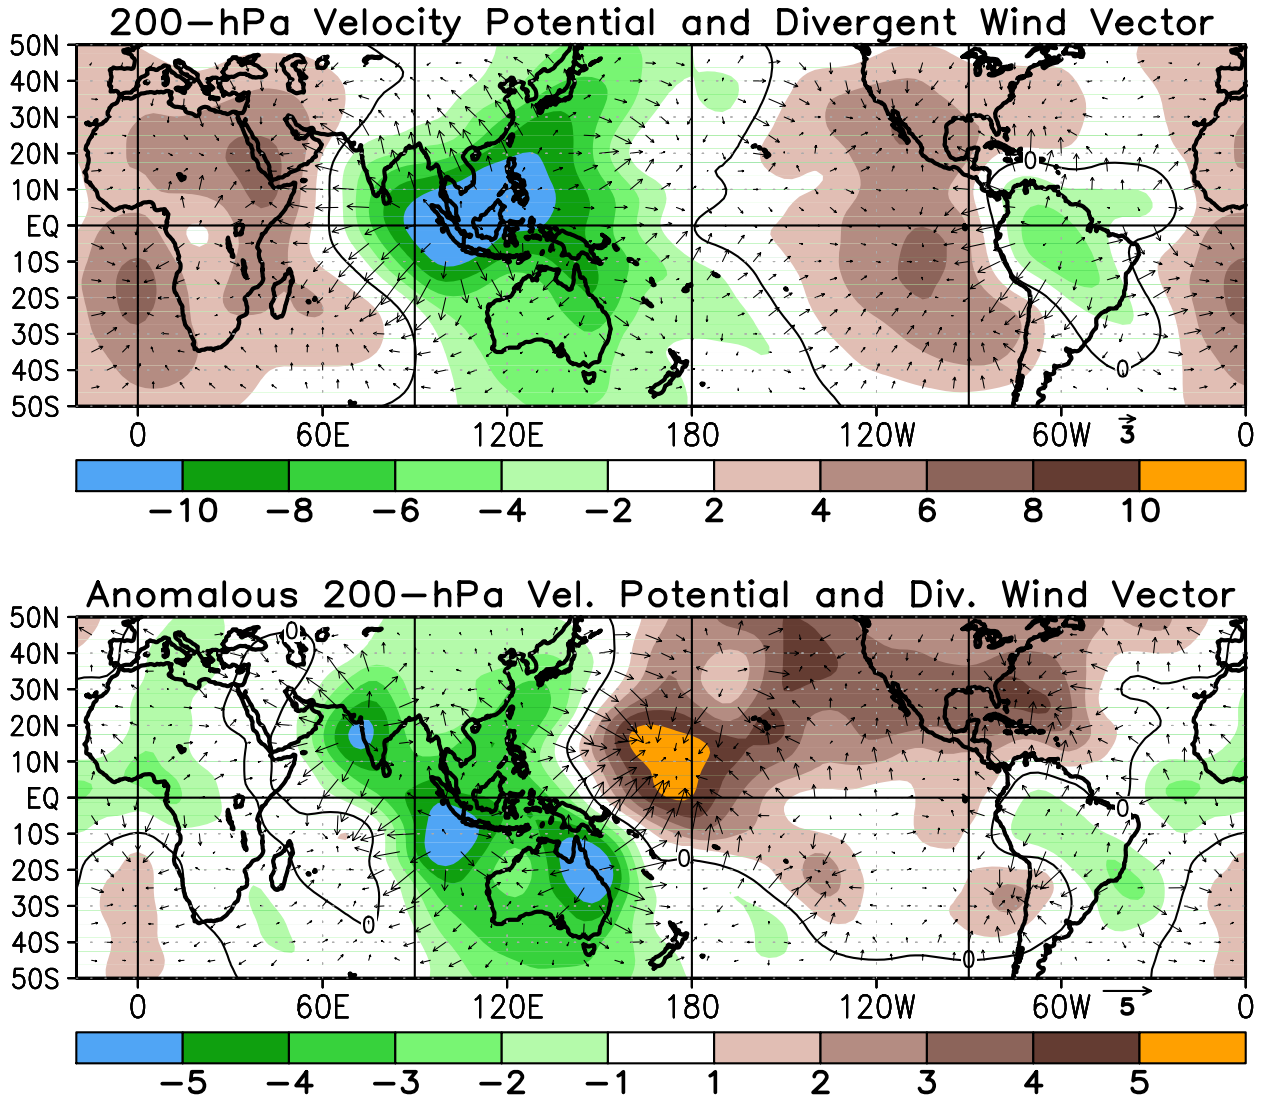 200-hPa Velocity Potential and Divergent Wind Vector
50N
40N
30N
20N
10N
EQ
10S
20S
30S
40S
50S
0
0
0 60E 120E 180 120W 60W 0
3
-10 -8 -6 -4 -2 2 4 6 8 10
Anomalous 200-hPa Vel. Potential and Div. Wind Vector
50N
40N
30N
20N
10N
EQ
10S
20S
30S
40S
50S
0
0
0
0
0
0 60E 120E 180 120W 60W 0
5
-5 -4 -3 -2 -1 1 2 3 4 5